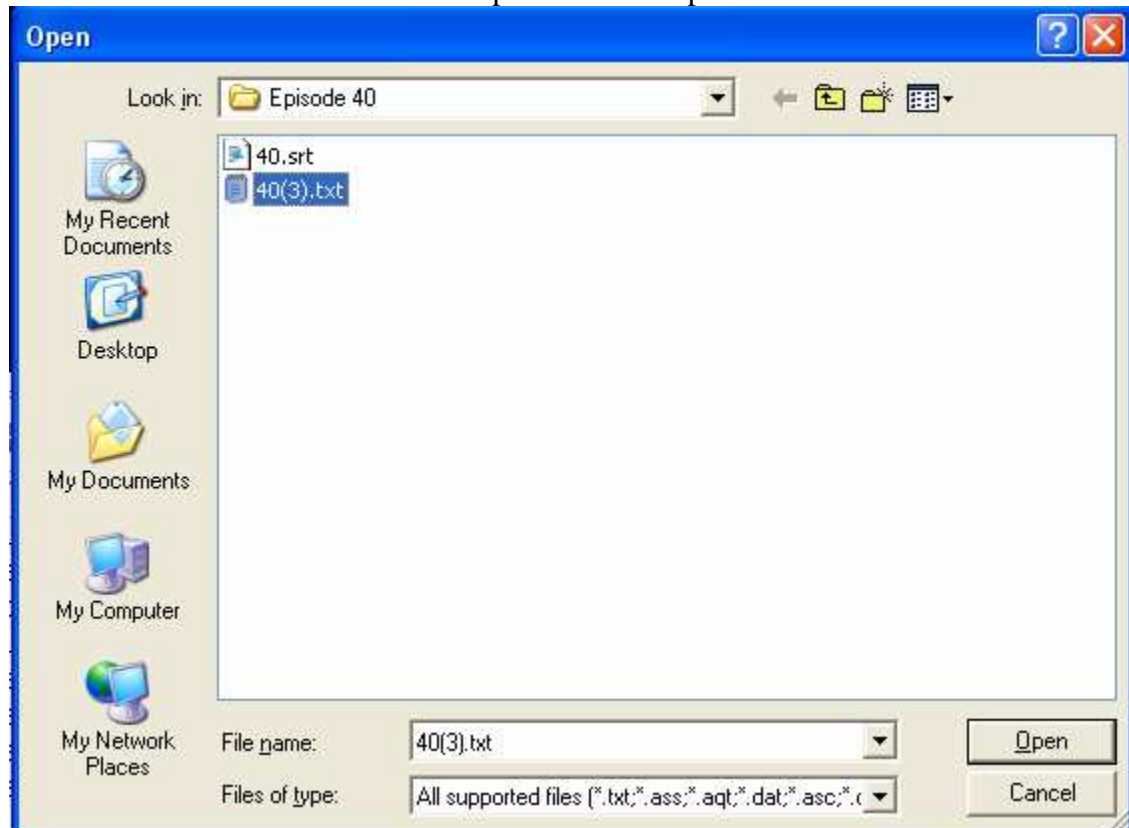 Open
Look in: Episode 40
40.srt
40(3).txt
My Recent
Documents
Desktop
My Documents
My Computer
My Network
Places
File name: 40(3).txt Open
Files of type: All supported files (*.txt;*.ass;*.aqt;*.dat;*.asc;*. Cancel